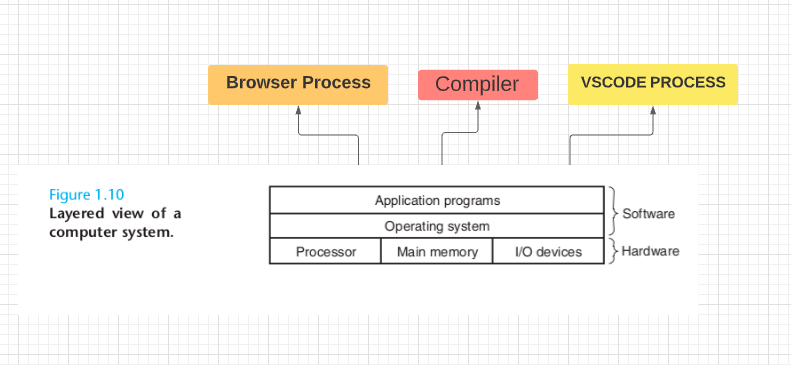 Browser Process
Compiler
VSCODE PROCESS
Figure 1.10
Layered view of a
computer system.
Application programs
Operating system
Software
Processor
Main memory
I/O devices
Hardware